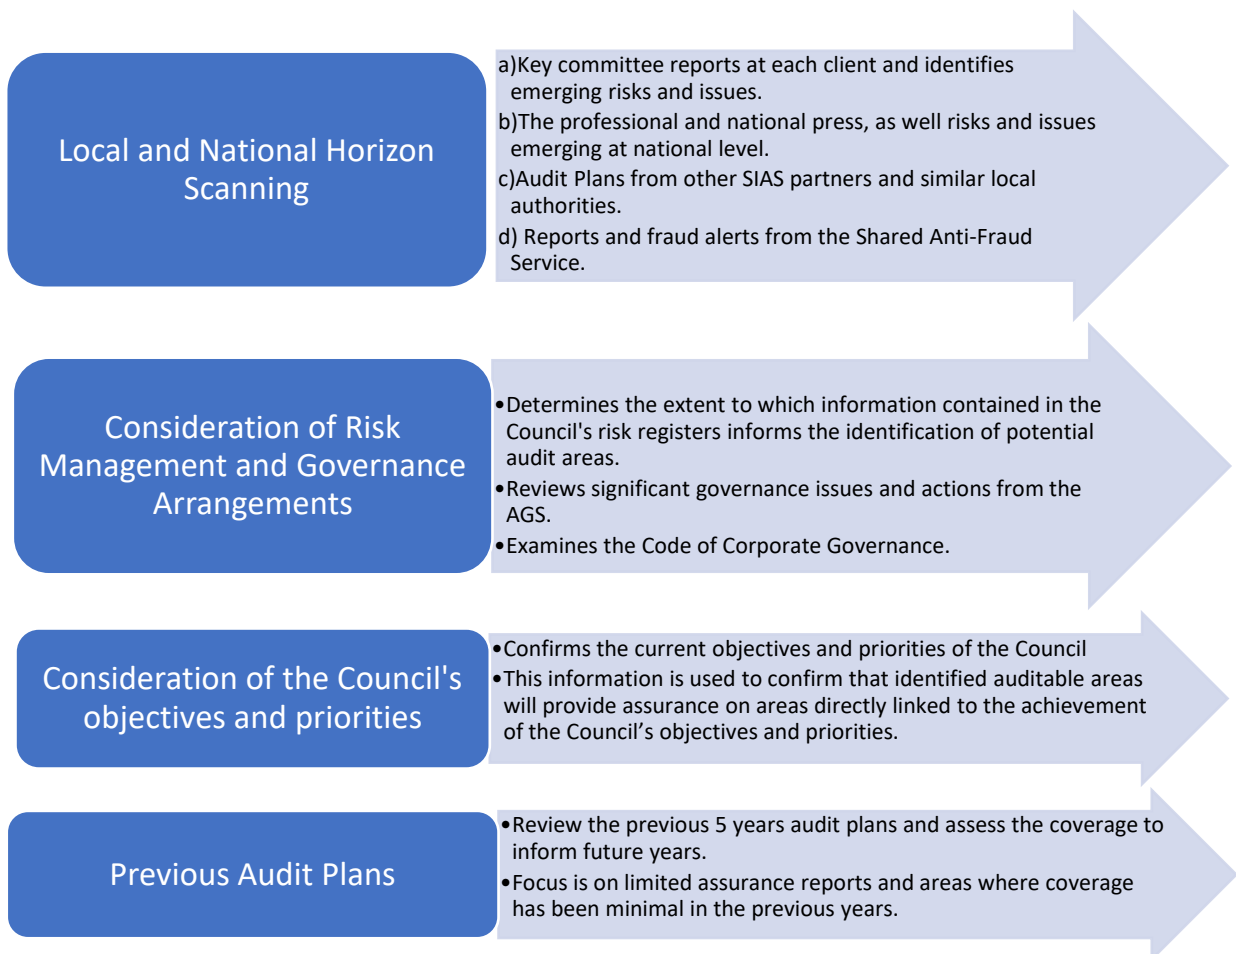 Local and National Horizon
Scanning
a)Key committee reports at each client and identifies
emerging risks and issues.
b)The professional and national press, as well risks and issues
emerging at national level.
c)Audit Plans from other SIAS partners and similar local
authorities.
d) Reports and fraud alerts from the Shared Anti-Fraud
Service.
Consideration of Risk
Management and Governance
Arrangements
•Determines the extent to which information contained in the
Council's risk registers informs the identification of potential
audit areas.
•Reviews significant governance issues and actions from the
AGS.
•Examines the Code of Corporate Governance.
Consideration of the Council's
objectives and priorities
•Confirms the current objectives and priorities of the Council
•This information is used to confirm that identified auditable areas
will provide assurance on areas directly linked to the achievement
of the Council’s objectives and priorities.
Previous Audit Plans
•Review the previous 5 years audit plans and assess the coverage to
inform future years.
•Focus is on limited assurance reports and areas where coverage
has been minimal in the previous years.